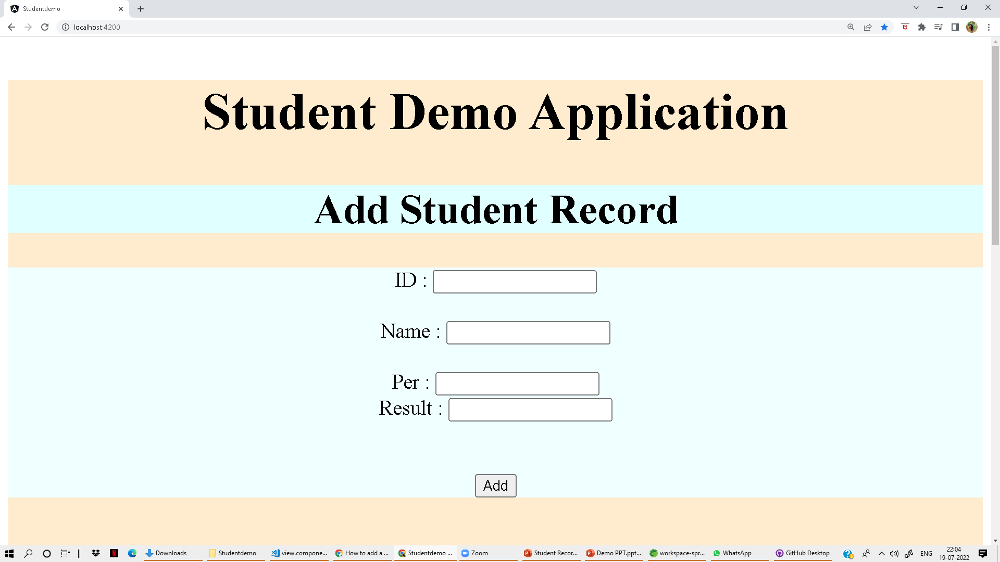 Studentdemo
localhost:4200
Student Demo Application
Add Student Record
ID :
Name :
Per :
Result :
Add
Downloads
Studentdemo
view.compone...
How to add a ...
Studentdemo ...
Zoom
Student Recor...
Demo PPT.ppt...
workspace-spr...
WhatsApp
GitHub Desktop
ENG
22:04
19-07-2022